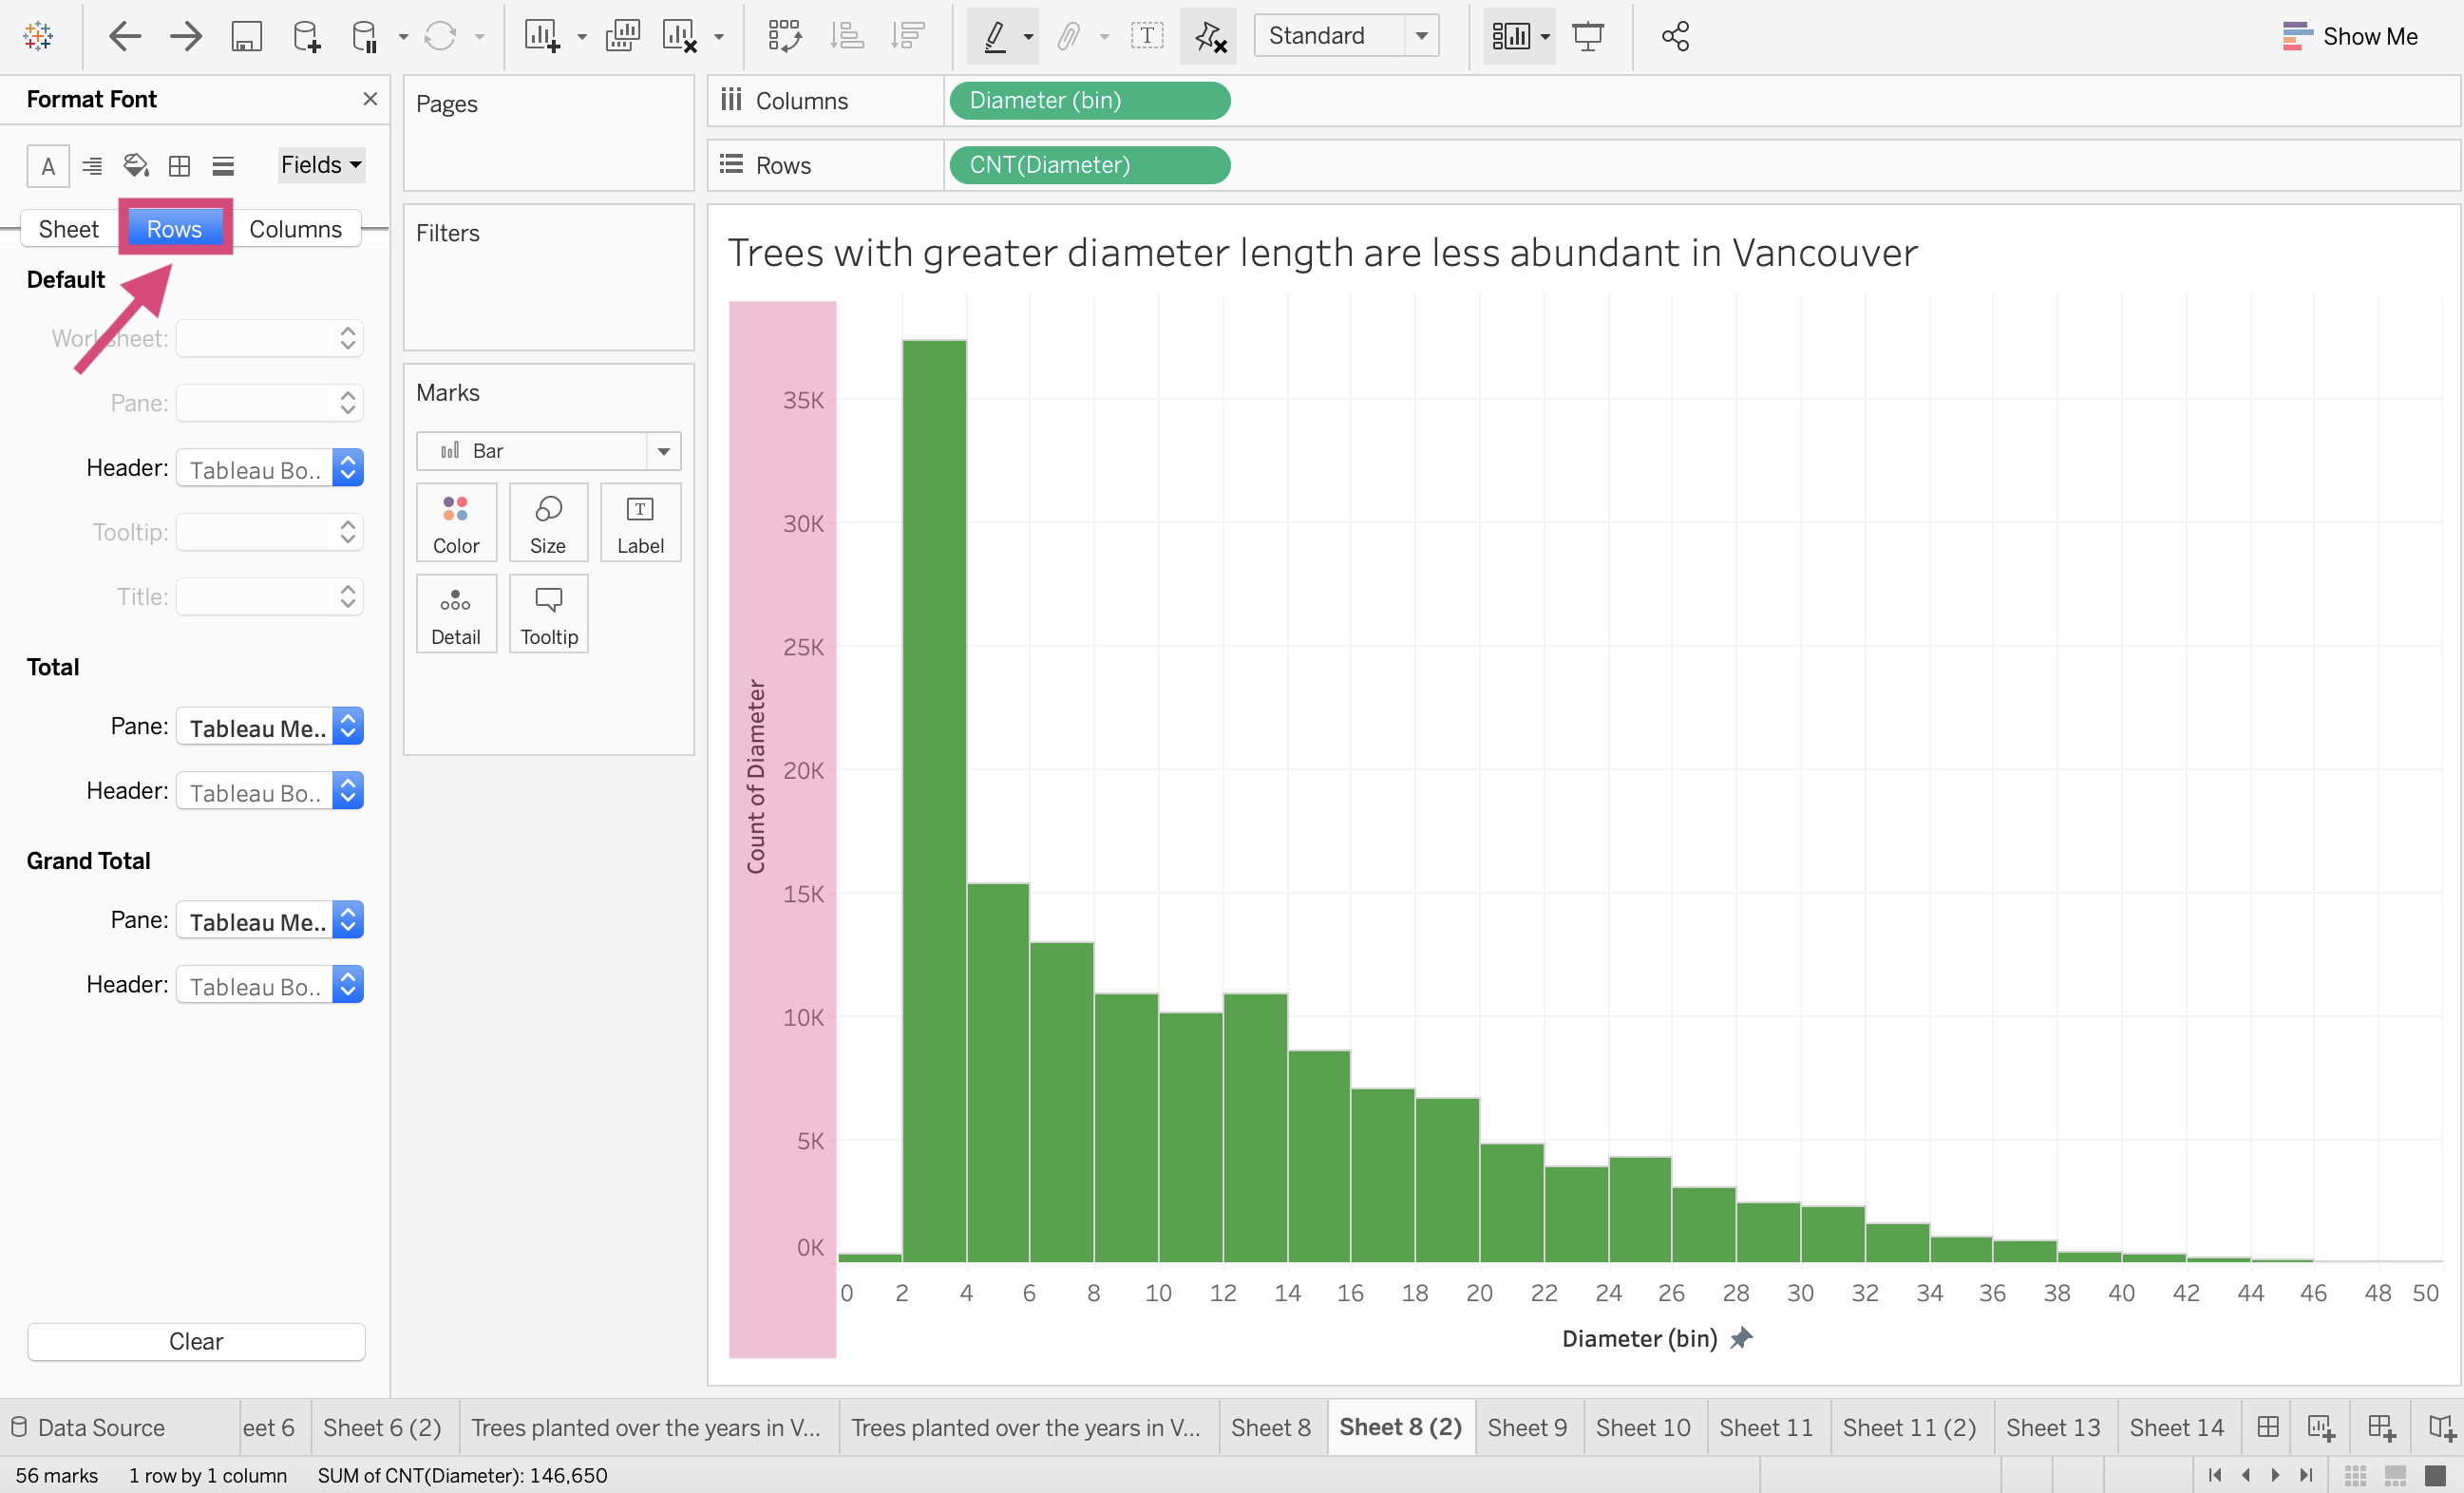 Standard
Show Me
Format Font
A
Fields
Sheet
Rows
Columns
Default
Worksheet:
Pane:
Header: Tableau Bo..
Tooltip:
Title:
Total
Pane: Tableau Me..
Header: Tableau Bo..
Grand Total
Pane: Tableau Me..
Header: Tableau Bo..
Clear
Pages
Filters
Marks
Bar
Color
Size
Label
Detail
Tooltip
Columns
Diameter (bin)
Rows
CNT(Diameter)
Trees with greater diameter length are less abundant in Vancouver
Count of Diameter
35K
30K
25K
20K
15K
10K
5K
0K
0 2 4 6 8 10 12 14 16 18 20 22 24 26 28 30 32 34 36 38 40 42 44 46 48 50
Diameter (bin)
Data Source
eet 6
Sheet 6 (2)
Trees planted over the years in V...
Trees planted over the years in V...
Sheet 8
Sheet 8 (2)
Sheet 9
Sheet 10
Sheet 11
Sheet 11 (2)
Sheet 13
Sheet 14
56 marks
1 row by 1 column
SUM of CNT(Diameter): 146,650